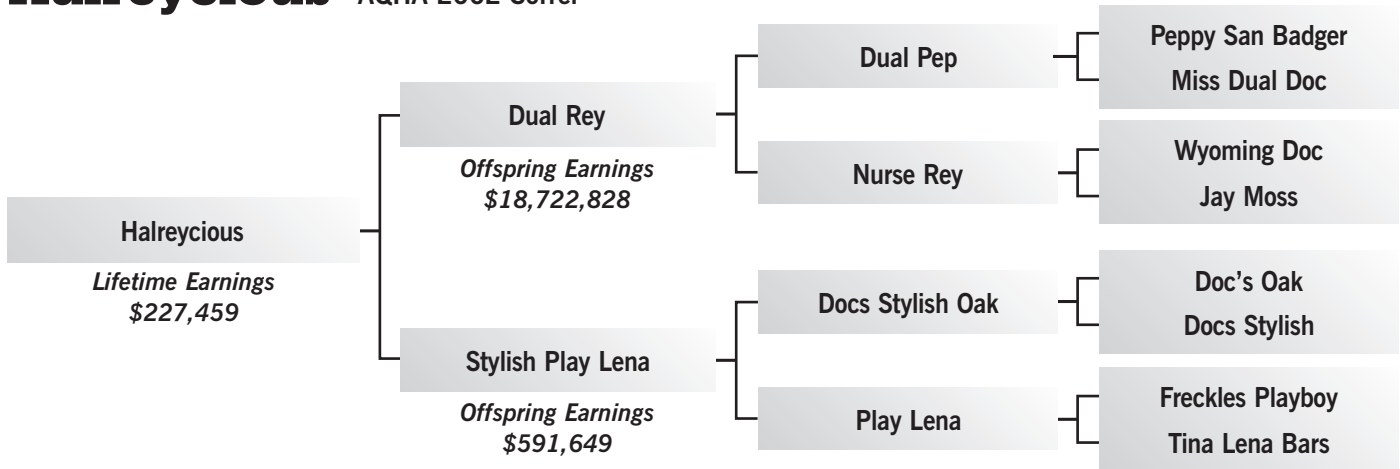 Halreycious AQHA 2002 Sorrel
Peppy San Badger
Dual Pep
Miss Dual Doc
Dual Rey
Wyoming Doc
Offspring Earnings
Nurse Rey
$18,722,828
Jay Moss
Halreycious
Lifetime Earnings
$227,459
Doc's Oak
Docs Stylish Oak
Docs Stylish
Stylish Play Lena
Freckles Playboy
Offspring Earnings
Play Lena
$591,649
Tina Lena Bars